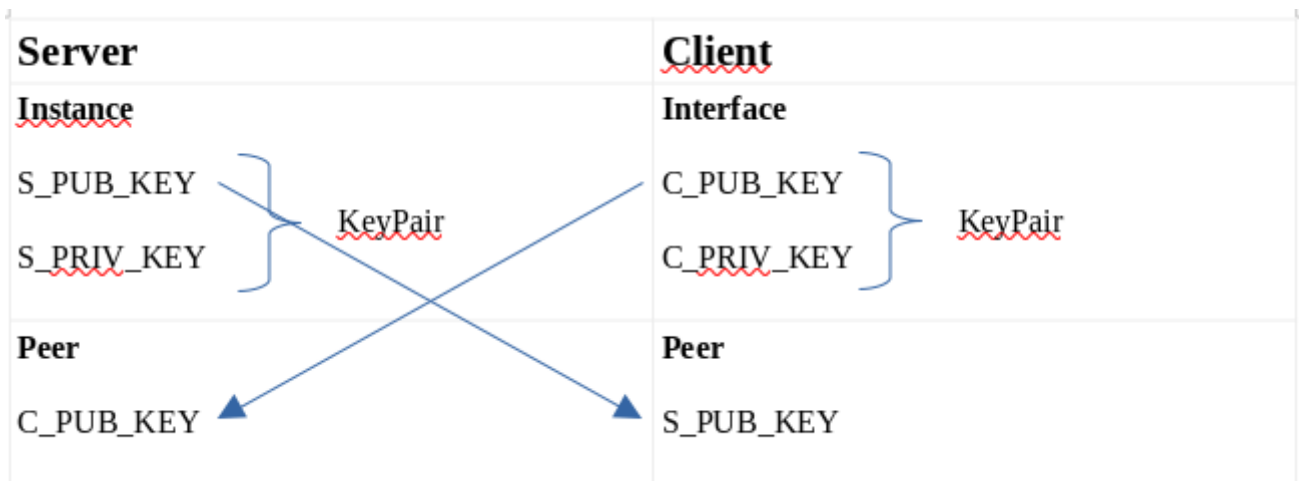 Server
Instance
S_PUB_KEY
KeyPair
S_PRIV_KEY
Peer
C_PUB_KEY
Client
Interface
C_PUB_KEY
KeyPair
C_PRIV_KEY
Peer
S_PUB_KEY